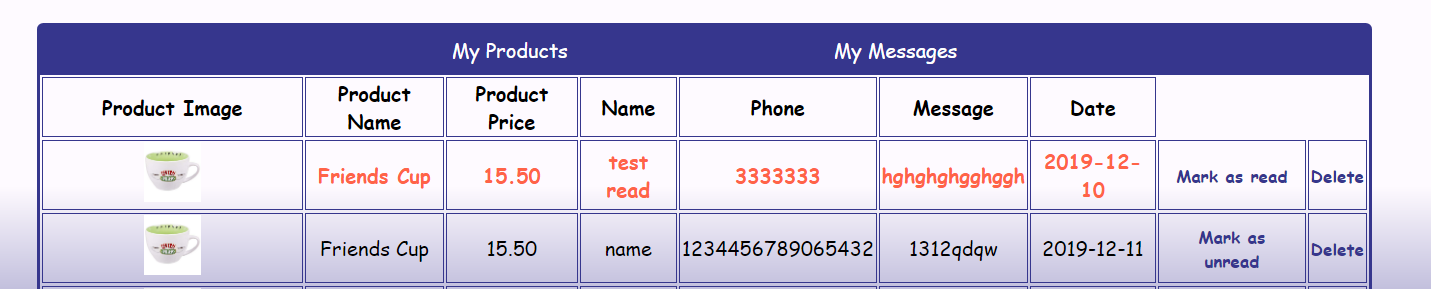 My Products My Messages
Product Image Product Name Product Price Name Phone Message Date
Friends Cup 15.50 test read 3333333 hghghghgghggh 2019-12-10 Mark as read Delete
Friends Cup 15.50 name 1234456789065432 1312qdqw 2019-12-11 Mark as unread Delete